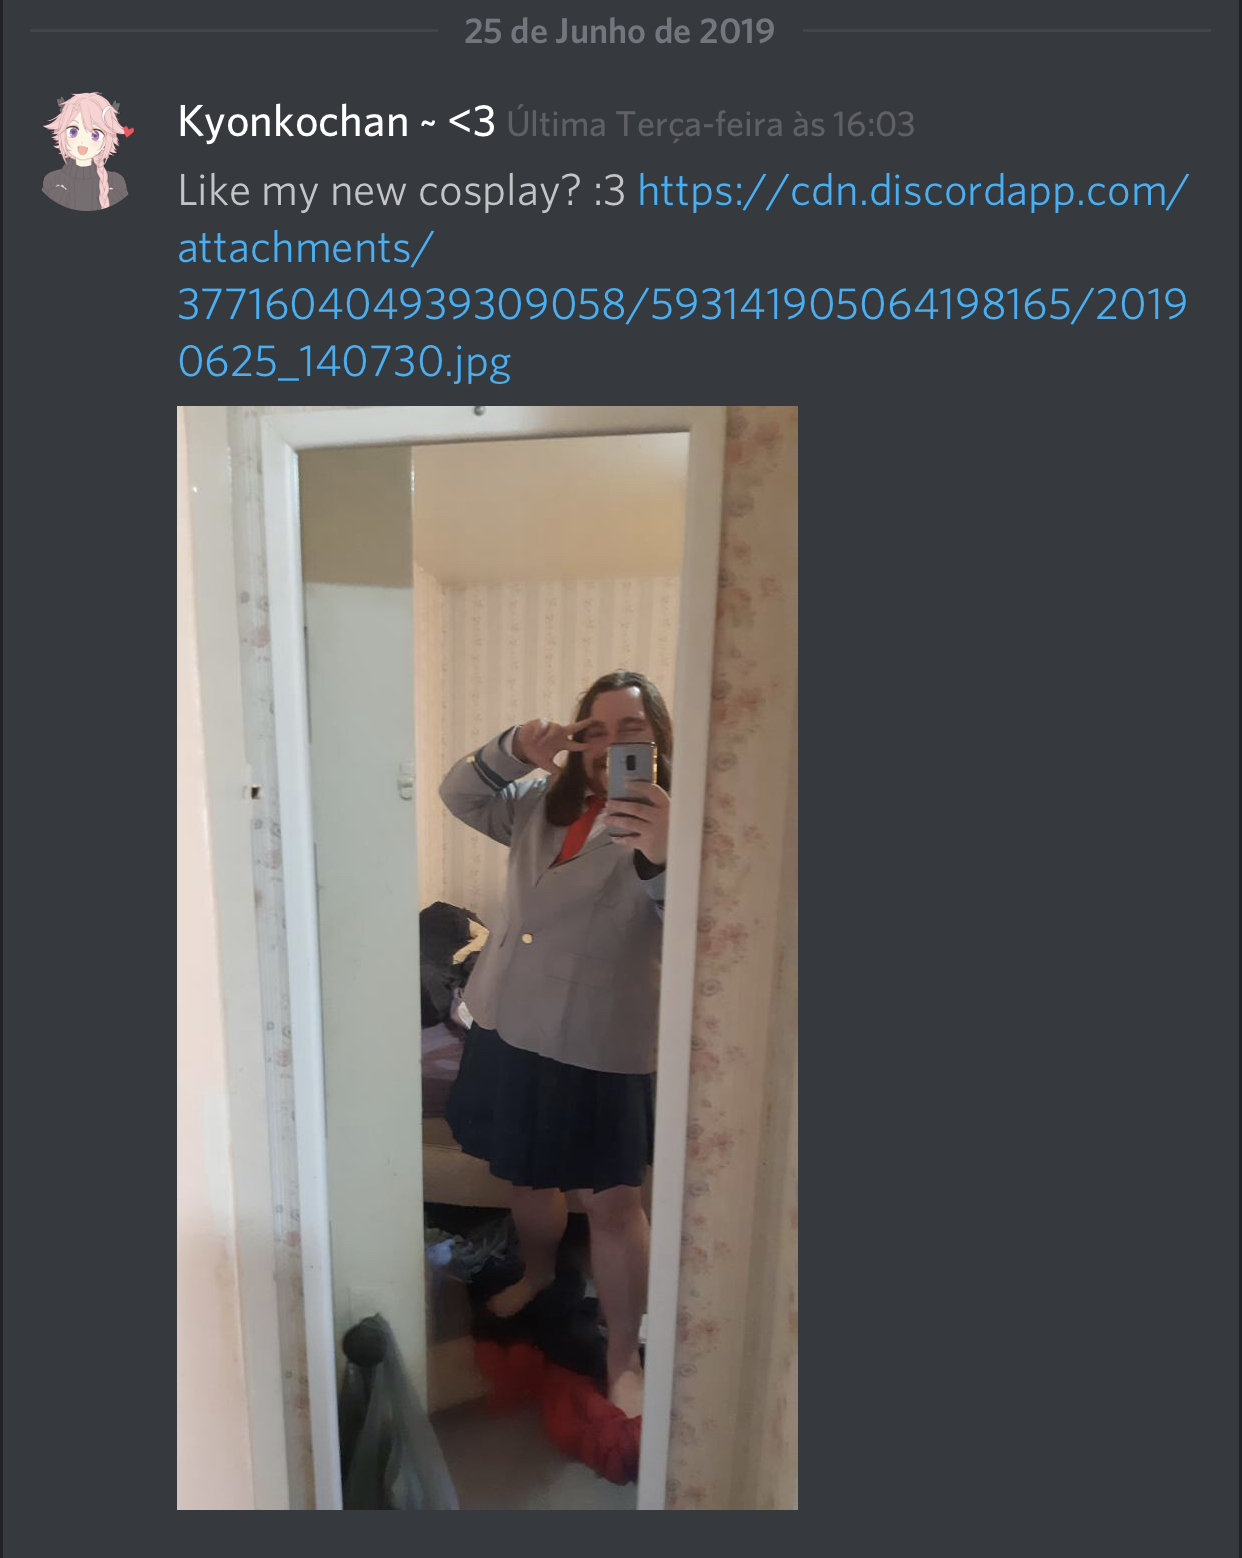 25 de Junho de 2019
Kyonkochan ~ <3 Última Terça-feira às 16:03
Like my new cosplay? :3 https://cdn.discordapp.com/
attachments/
377160404939309058/593141905064198165/2019
0625_140730.jpg